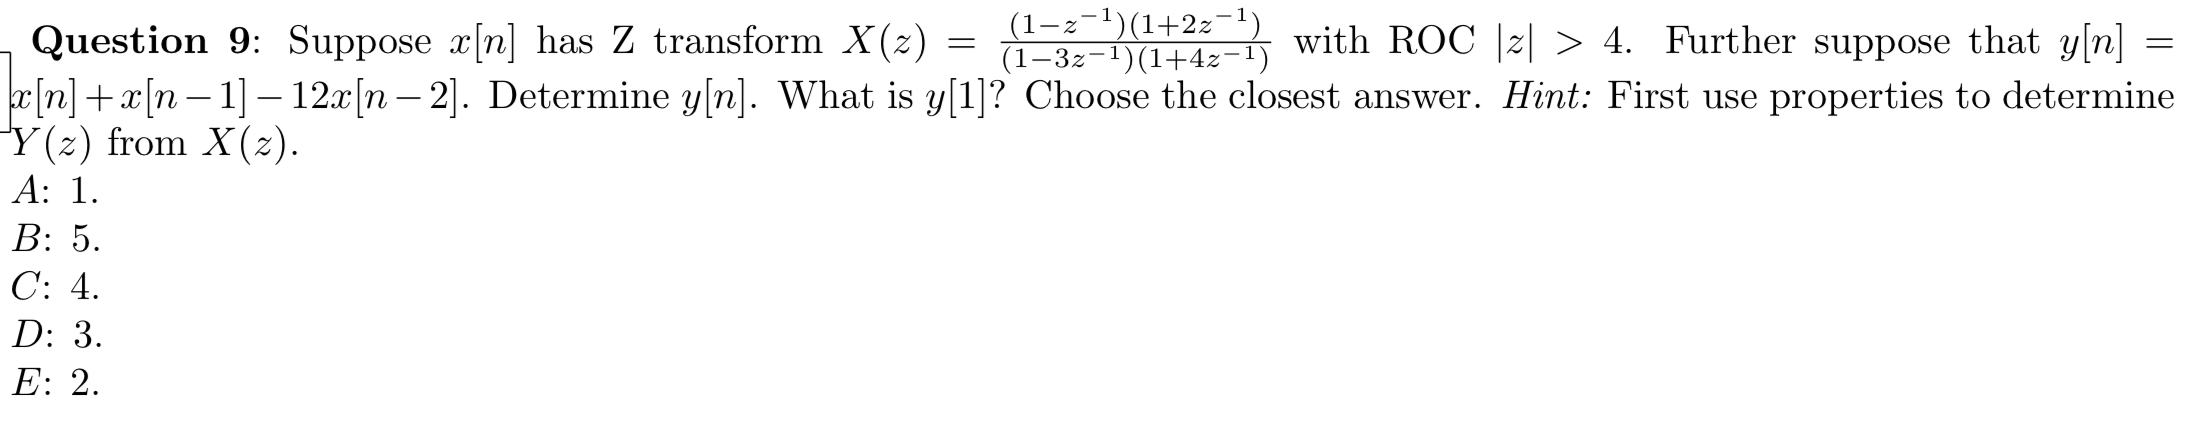 Question 9: Suppose x[n] has Z transform X(z) = \frac{(1-z^{-1})(1+2z^{-1})}{(1-3z^{-1})(1+4z^{-1})} with ROC |z| > 4. Further suppose that y[n] =
x[n]+x[n-1]-12x[n-2]. Determine y[n]. What is y[1]? Choose the closest answer. Hint: First use properties to determine
Y(z) from X(z).
A: 1.
B: 5.
C: 4.
D: 3.
E: 2.